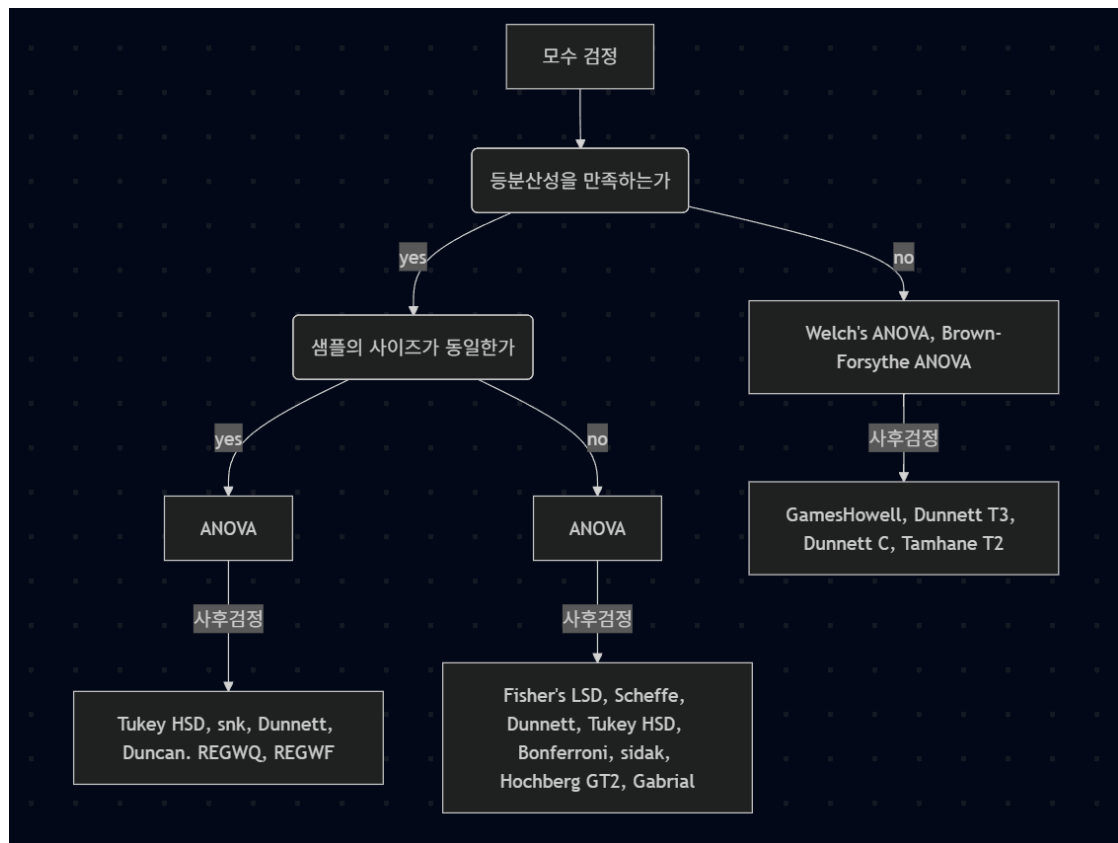 모수 검정
등분산성을 만족하는가
yes
no
샘플의 사이즈가 동일한가
Welch's ANOVA, Brown-
Forsythe ANOVA
yes
no
사후검정
ANOVA
ANOVA
GamesHowell, Dunnett T3,
Dunnett C, Tamhane T2
사후검정
사후검정
Tukey HSD, snk, Dunnett,
Duncan. REGWQ, REGWF
Fisher's LSD, Scheffe,
Dunnett, Tukey HSD,
Bonferroni, sidak,
Hochberg GT2, Gabrial